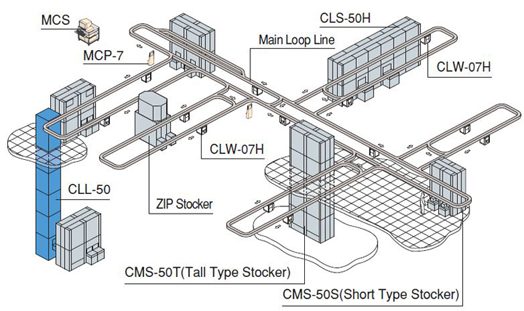 MCS
CLS-50H
Main Loop Line
MCP-7
CLW-07H
CLW-07H
CLL-50
ZIP Stocker
CMS-50T(Tall Type Stocker)
CMS-50S(Short Type Stocker)